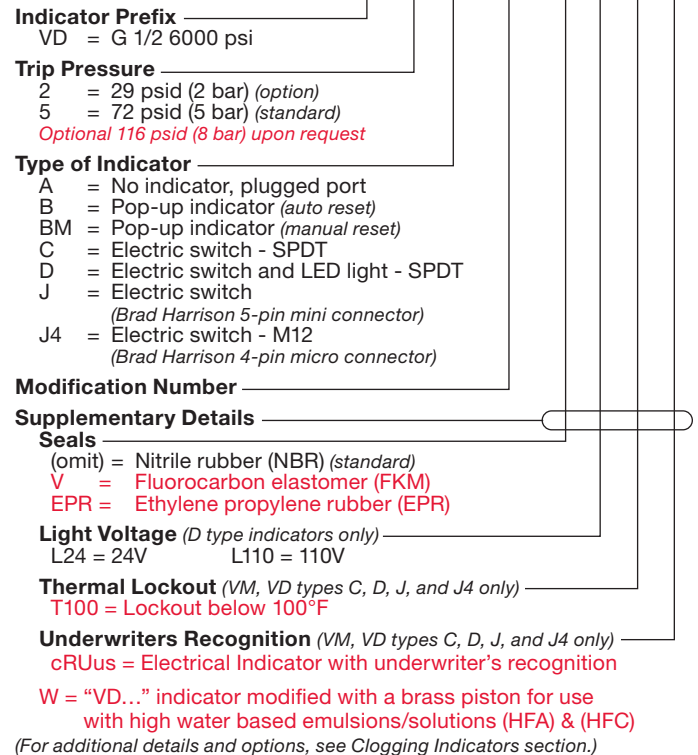 Indicator Prefix
VD = G 1/2 6000 psi
Trip Pressure
2 = 29 psid (2 bar) (option)
5 = 72 psid (5 bar) (standard)
Optional 116 psid (8 bar) upon request
Type of Indicator
A = No indicator, plugged port
B = Pop-up indicator (auto reset)
BM = Pop-up indicator (manual reset)
C = Electric switch - SPDT
D = Electric switch and LED light - SPDT
J = Electric switch
(Brad Harrison 5-pin mini connector)
J4 = Electric switch - M12
(Brad Harrison 4-pin micro connector)
Modification Number
Supplementary Details
Seals
(omit) = Nitrile rubber (NBR) (standard)
V = Fluorocarbon elastomer (FKM)
EPR = Ethylene propylene rubber (EPR)
Light Voltage (D type indicators only)
L24 = 24V L110 = 110V
Thermal Lockout (VM, VD types C, D, J, and J4 only)
T100 = Lockout below 100°F
Underwriters Recognition (VM, VD types C, D, J, and J4 only)
cRUus = Electrical Indicator with underwriter's recognition
W = “VD…” indicator modified with a brass piston for use
with high water based emulsions/solutions (HFA) & (HFC)
(For additional details and options, see Clogging Indicators section.)